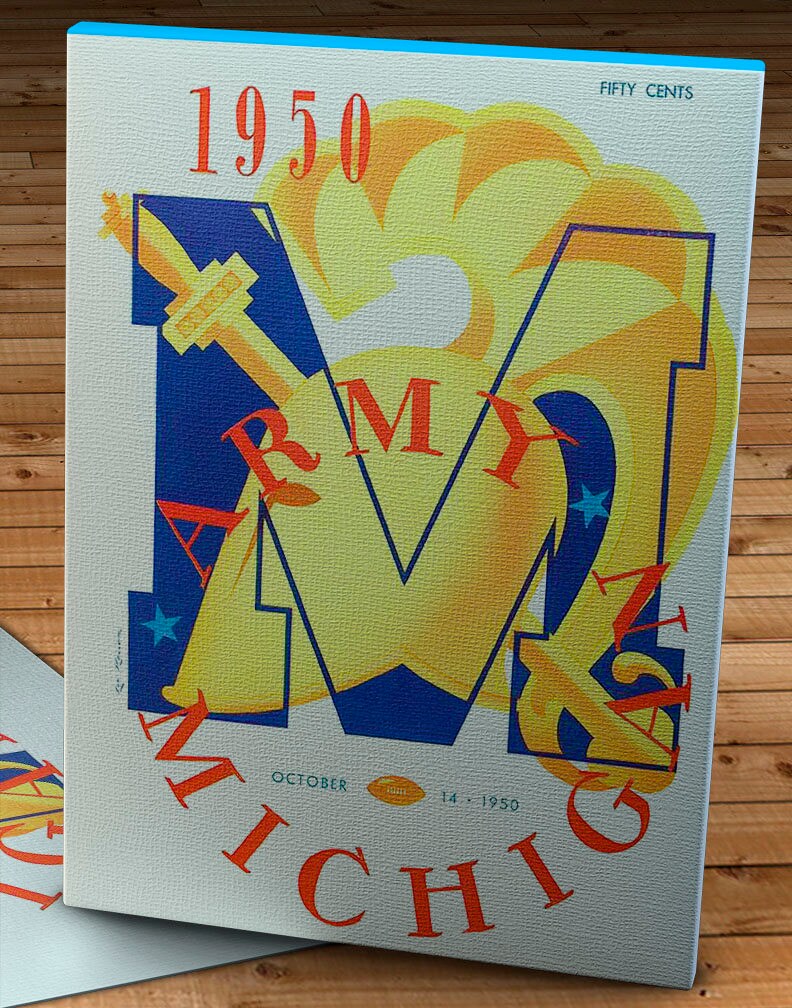 FIFTY CENTS
1950
ARMY
MICHIGAN
OCTOBER 14 · 1950